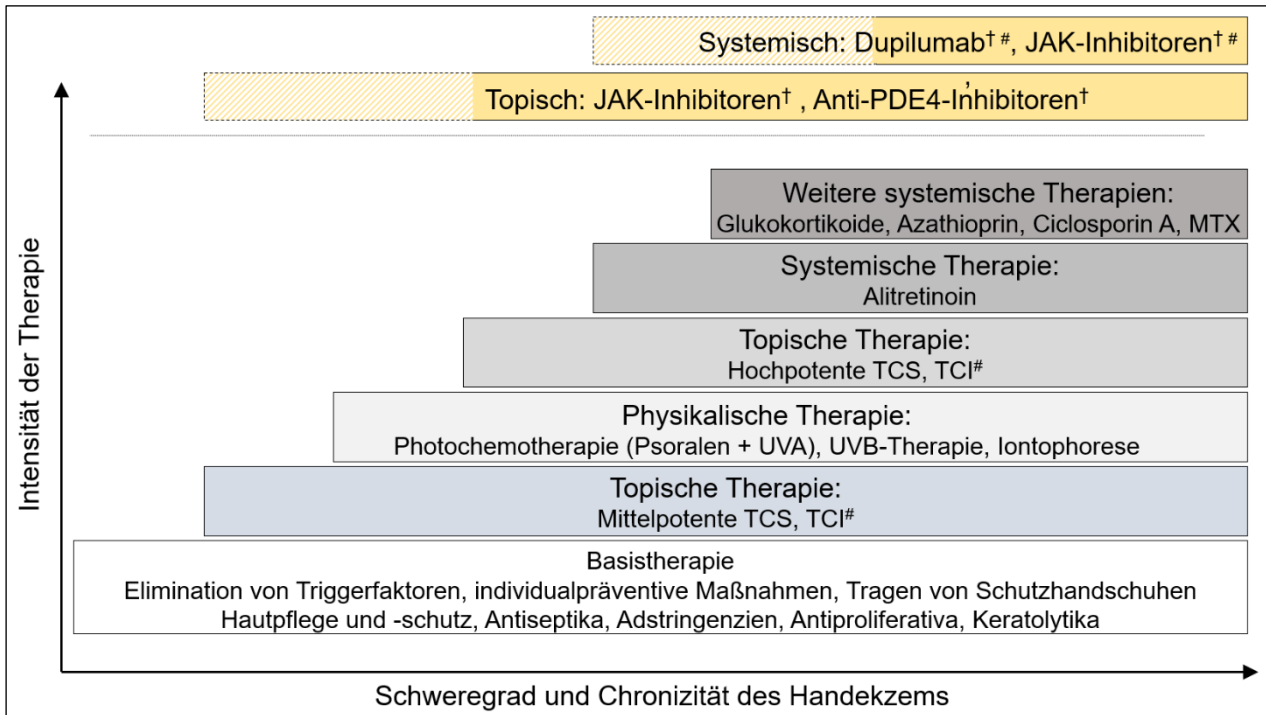 Systemisch: Dupilumab† #, JAK-Inhibitoren† #
Topisch: JAK-Inhibitoren† , Anti-PDE4-Inhibitoren†
,
Weitere systemische Therapien:
Glukokortikoide, Azathioprin, Ciclosporin A, MTX
Systemische Therapie:
Alitretinoin
Topische Therapie:
Hochpotente TCS, TCI#
Physikalische Therapie:
Photochemotherapie (Psoralen + UVA), UVB-Therapie, Iontophorese
Topische Therapie:
Mittelpotente TCS, TCI#
Basistherapie
Elimination von Triggerfaktoren, individualpräventive Maßnahmen, Tragen von Schutzhandschuhen
Hautpflege und -schutz, Antiseptika, Adstringenzien, Antiproliferativa, Keratolytika
Intensität der Therapie
Schweregrad und Chronizität des Handekzems